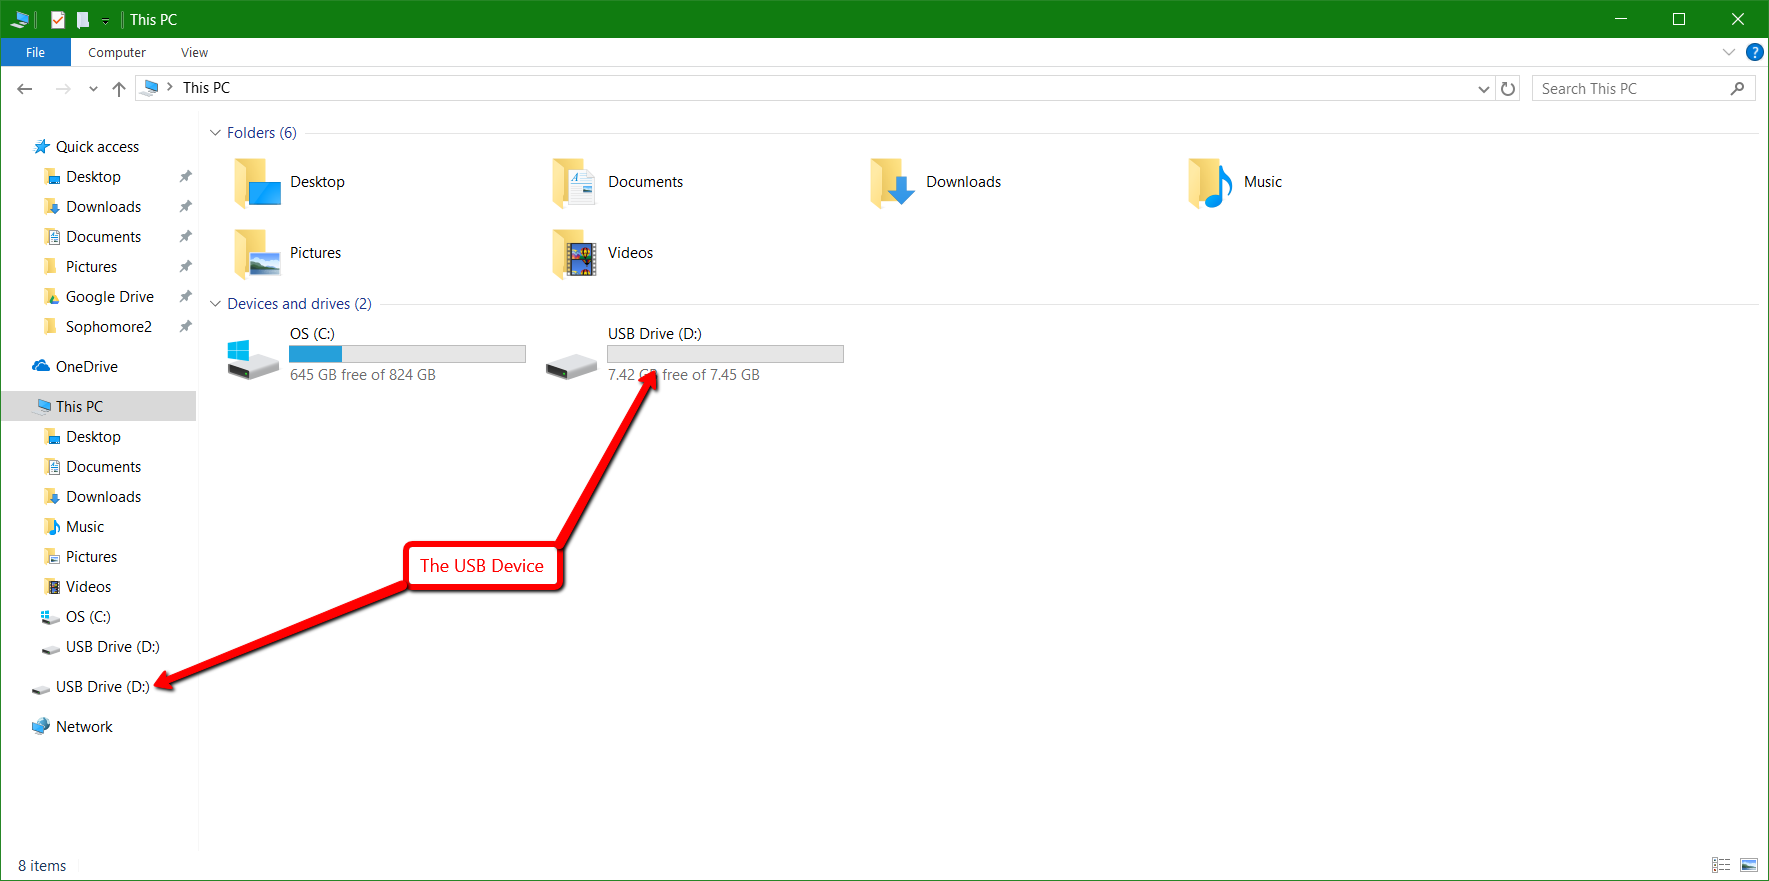 This PC
File Computer View
This PC
Search This PC
Quick access
Desktop
Downloads
Documents
Pictures
Google Drive
Sophomore2
OneDrive
This PC
Desktop
Documents
Downloads
Music
Pictures
Videos
OS (C:)
USB Drive (D:)
USB Drive (D:)
Network
Folders (6)
Desktop
Documents
Downloads
Music
Pictures
Videos
Devices and drives (2)
OS (C:)
645 GB free of 824 GB
USB Drive (D:)
7.42 GB free of 7.45 GB
The USB Device
8 items